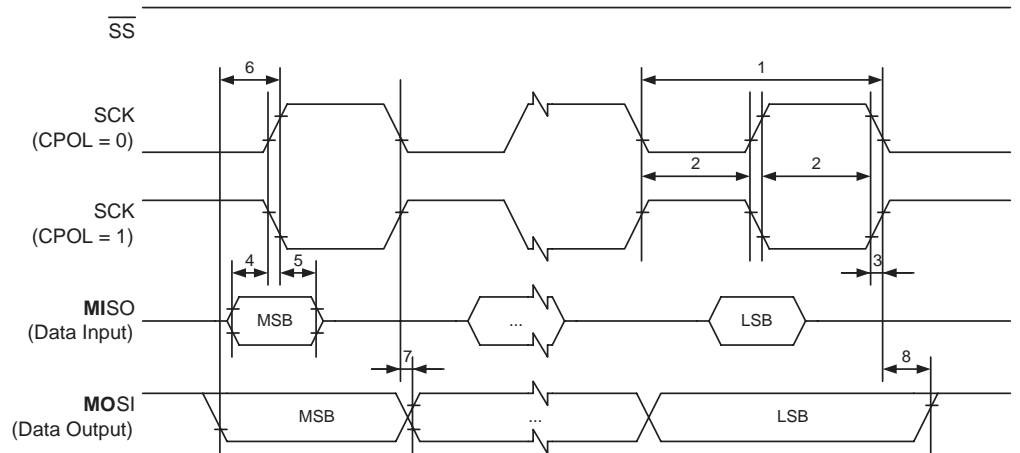 SS
6
1
SCK
(CPOL = 0)
2
2
SCK
(CPOL = 1)
4
5
3
MISO
(Data Input)
MSB
...
LSB
7
8
MOSI
(Data Output)
MSB
...
LSB